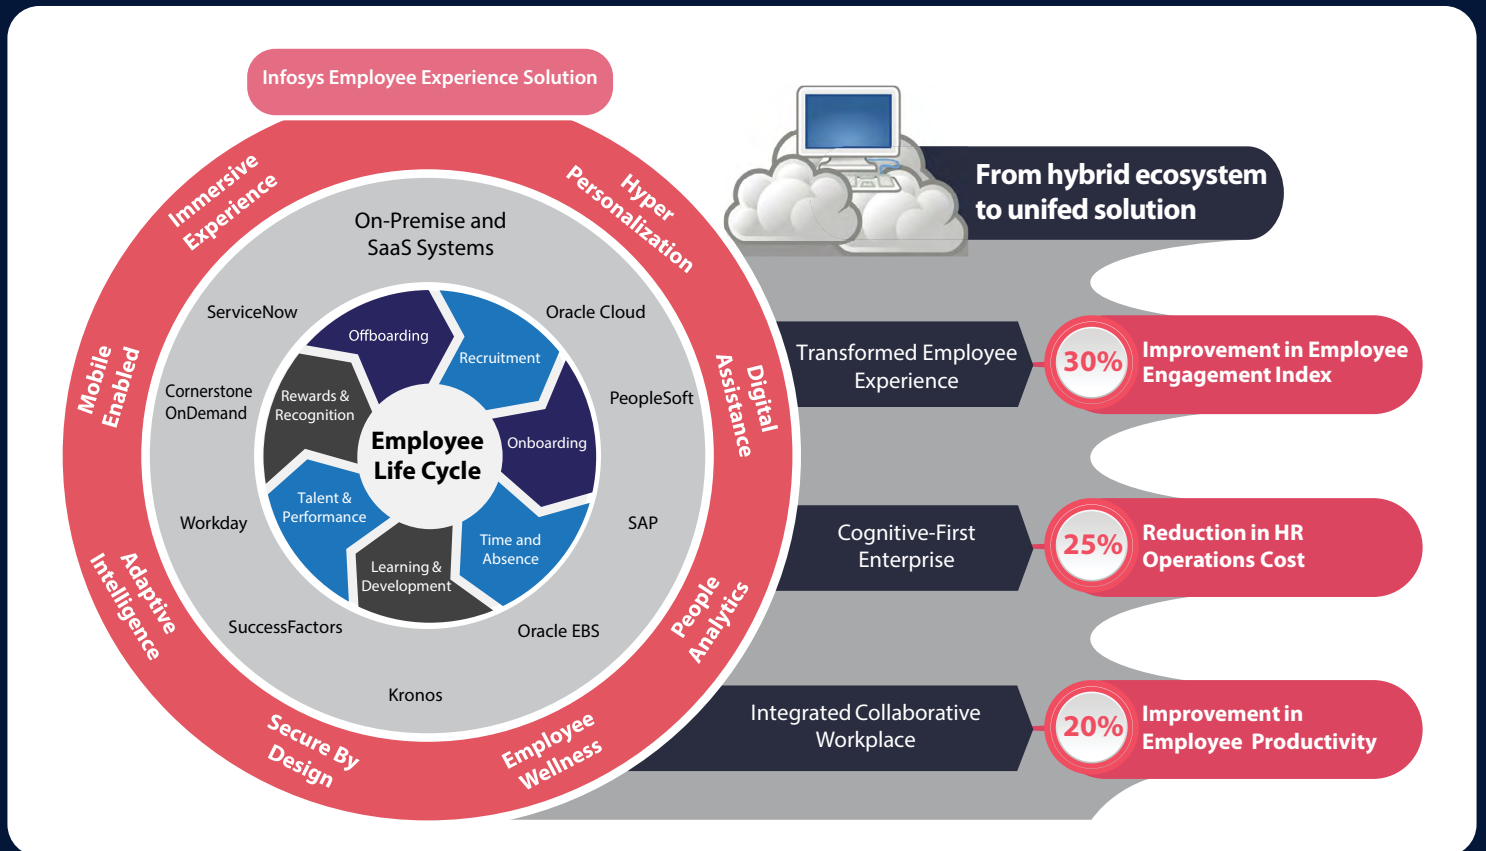 Infosys Employee Experience Solution
Immersive
Experience
Hyper
Personalization
Digital
Assistance
People
Analytics
Employee
Wellness
Secure By
Design
Adaptive
Intelligence
Mobile
Enabled
On-Premise and
SaaS Systems
Oracle Cloud
PeopleSoft
SAP
Oracle EBS
Kronos
SuccessFactors
Workday
Cornerstone
OnDemand
ServiceNow
Offboarding
Recruitment
Onboarding
Time and
Absence
Learning &
Development
Talent &
Performance
Rewards &
Recognition
Employee
Life Cycle
From hybrid ecosystem
to unifed solution
Transformed Employee
Experience
30%
Improvement in Employee
Engagement Index
Cognitive-First
Enterprise
25%
Reduction in HR
Operations Cost
Integrated Collaborative
Workplace
20%
Improvement in
Employee Productivity